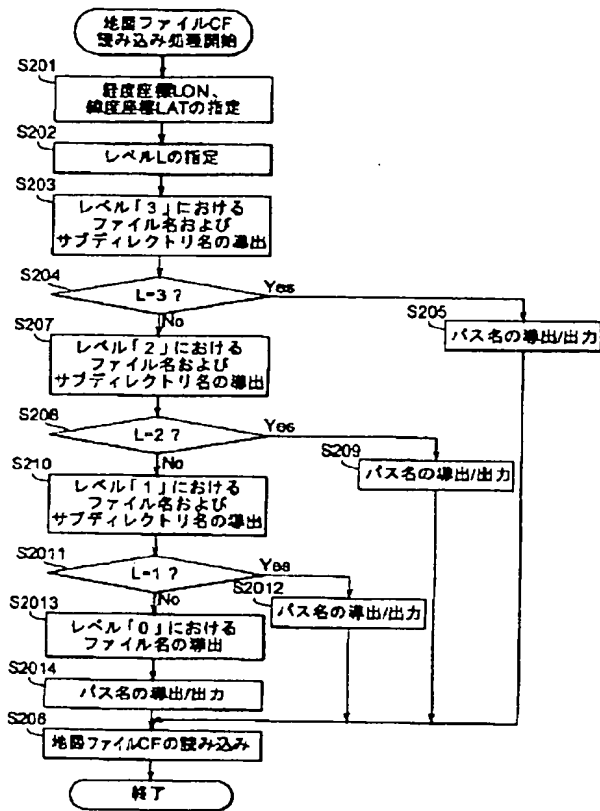 地図ファイルCF
読み込み処理開始
S201
経度座標LON、
緯度座標LATの指定
S202
レベルLの指定
S203
レベル「3」における
ファイル名および
サブディレクトリ名の導出
S204
L=3 ?
Yes
No
S205
パス名の導出/出力
S207
レベル「2」における
ファイル名および
サブディレクトリ名の導出
S208
L=2 ?
Yes
No
S209
パス名の導出/出力
S210
レベル「1」における
ファイル名および
サブディレクトリ名の導出
S2011
L=1 ?
Yes
No
S2012
パス名の導出/出力
S2013
レベル「0」における
ファイル名の導出
S2014
パス名の導出/出力
S206
地図ファイルCFの読み込み
終了